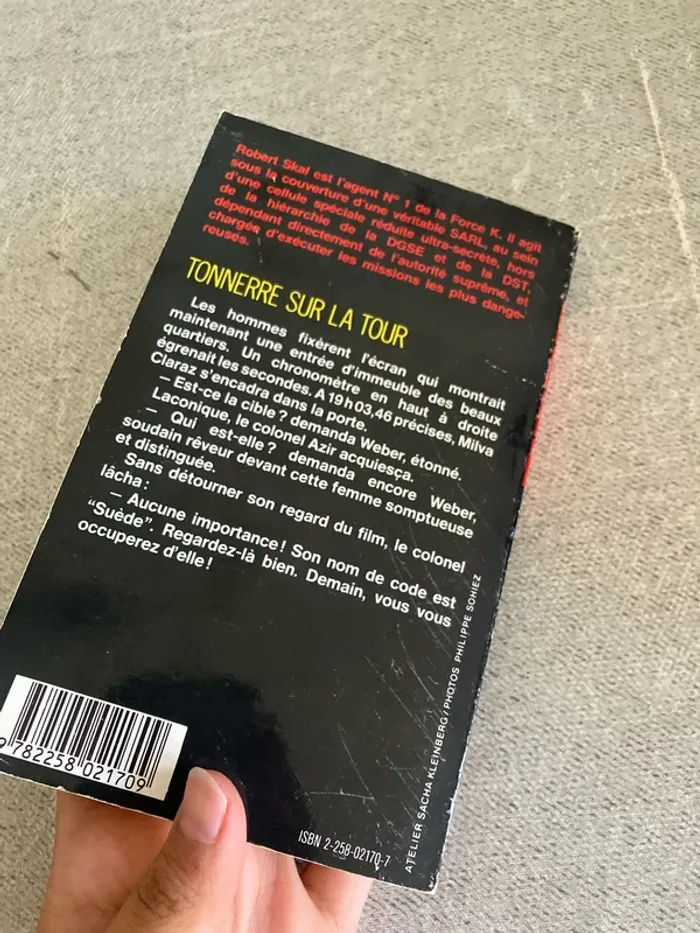 Robert Skal est l'agent N° 1 de la Force K. Il agit
sous la couverture d'une véritable SARL, au sein
d'une cellule spéciale réduite ultra-secrète, hors
de la hiérarchie de la DGSE et de la DST,
dépendant directement de l'autorité suprême, et
chargée d'exécuter les missions les plus dange-
reuses.
TONNERRE SUR LA TOUR
Les hommes fixèrent l'écran qui montrait
maintenant une entrée d'immeuble des beaux
quartiers. Un chronomètre en haut à droite
égrenait les secondes. A 19 h 03,46 précises, Milva
Claraz s'encadra dans la porte.
– Est-ce la cible ? demanda Weber, étonné.
Laconique, le colonel Azir acquiesça.
– Qui est-elle ? demanda encore Weber,
soudain rêveur devant cette femme somptueuse
et distinguée.
Sans détourner son regard du film, le colonel
lâcha :
– Aucune importance ! Son nom de code est
"Suède". Regardez-là bien. Demain, vous vous
occuperez d'elle !
9 782258 021709
ISBN 2-258-02170-7
ATELIER SACHA KLEINBERG / PHOTOS PHILIPPE SOHIEZ